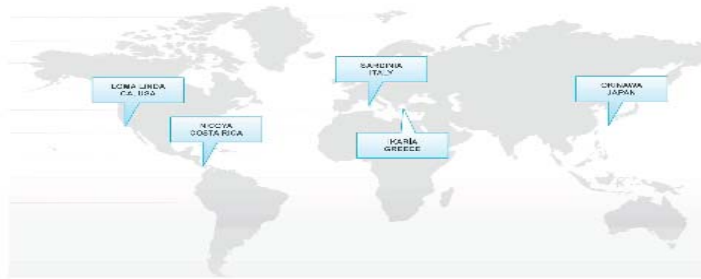 LOMA LINDA
CA, USA
NICOYA
COSTA RICA
SARDINIA
ITALY
IKARIA
GREECE
OKINAWA
JAPAN